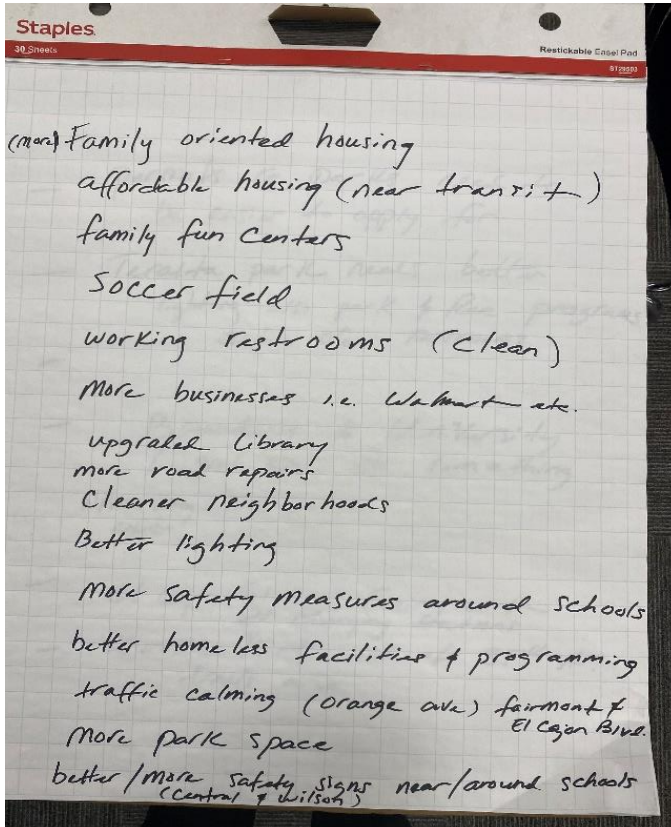 Staples
30 Sheets
Restickable Easel Pad
(more) Family oriented housing
affordable housing (near transit)
family fun centers
Soccer field
working restrooms (clean)
More businesses i.e. Walmart etc.
upgraded library
more road repairs
Cleaner neighborhoods
Better lighting
More safety measures around schools
better homeless facilities & programming
traffic calming (orange ave) fairmont &
El Cajon Blvd.
More park space
better/more safety signs near/around schools
(Central & Wilson)